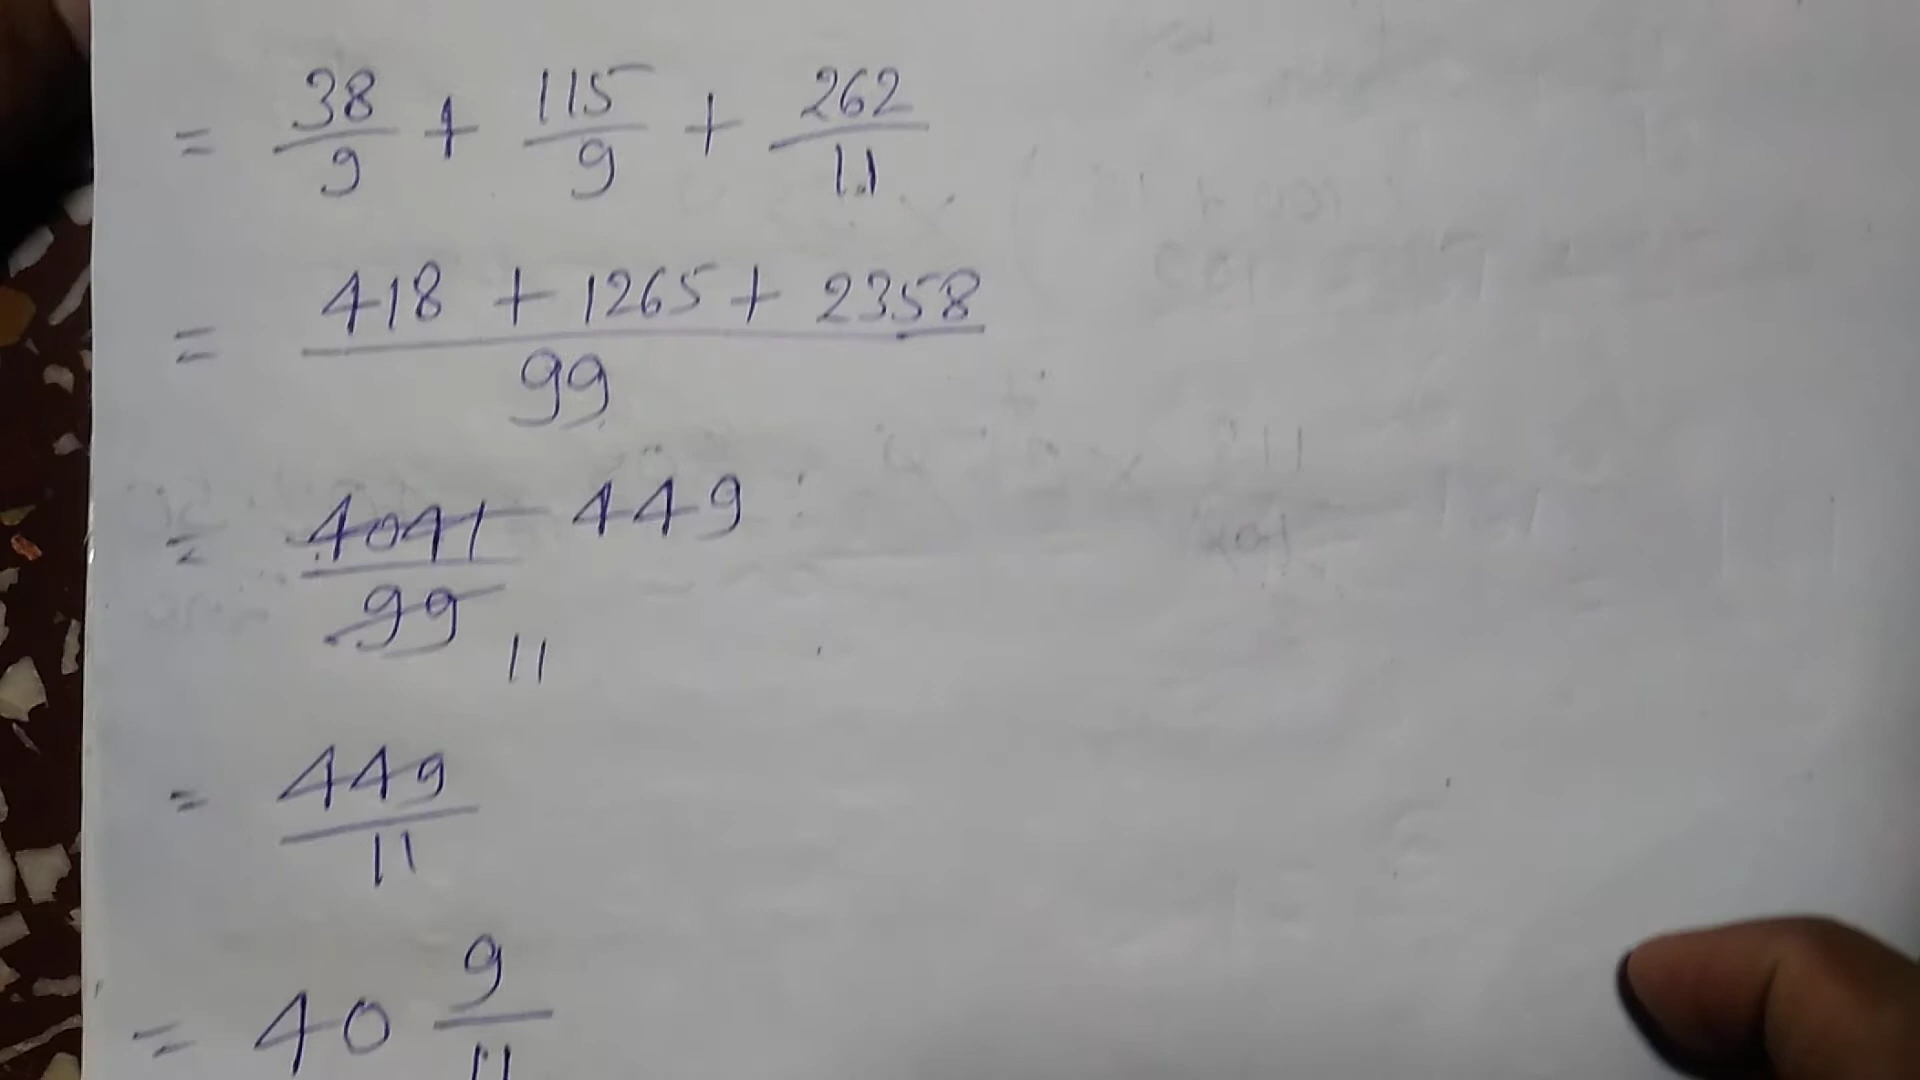 = 38/9 + 115/9 + 262/11
= (418 + 1265 + 2358)/99
= 4041/99 449/11
= 449/11
= 40 9/11